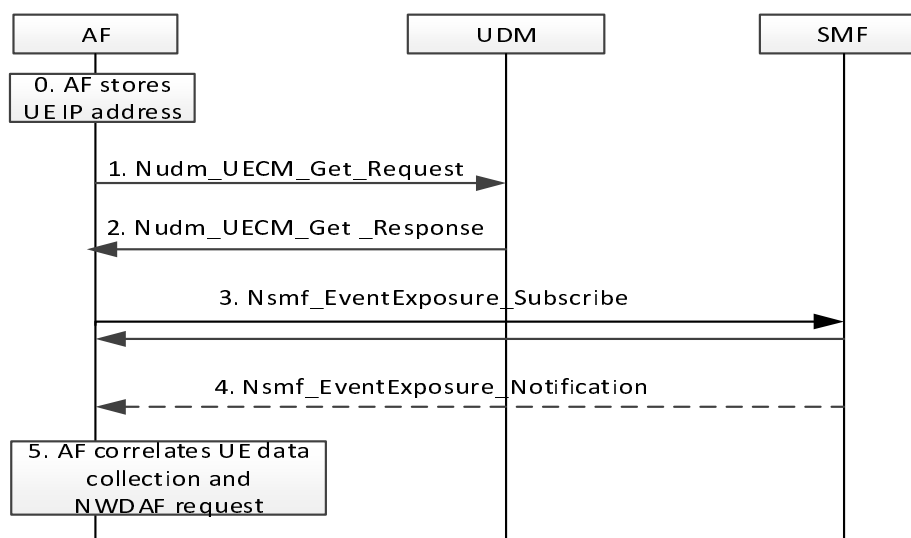 AF
UDM
SMF
0. AF stores
UE IP address
1. Nudm_UECM_Get_Request
2. Nudm_UECM_Get _Response
3. Nsmf_EventExposure_Subscribe
4. Nsmf_EventExposure_Notification
5. AF correlates UE data
collection and
NWDAF request